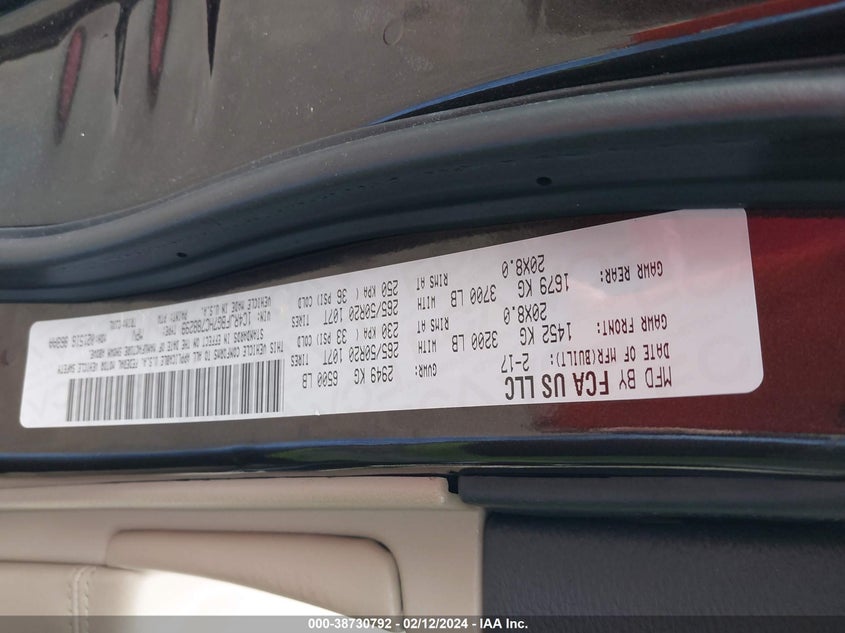 MFD BY FCA US LLC
DATE OF MFR(BUILT): 2-17
GVWR: 2949 KG 6500 LB
GAWR FRONT: 1452 KG 3200 LB WITH 265/50R20 107T TIRES
20X8.0 RIMS AT 230 KPA ( 33 PSI) COLD
GAWR REAR: 1679 KG 3700 LB WITH 265/50R20 107T TIRES
20X8.0 RIMS AT 250 KPA ( 36 PSI) COLD
THIS VEHICLE CONFORMS TO ALL APPLICABLE U.S.A. FEDERAL MOTOR VEHICLE SAFETY
STANDARDS IN EFFECT ON THE DATE OF MANUFACTURE SHOWN ABOVE
VIN: TYPE: MPV
VEHICLE MADE IN U.S.A. PAINT: TRIM:
000-38730792 - 02/12/2024 - IAA Inc.